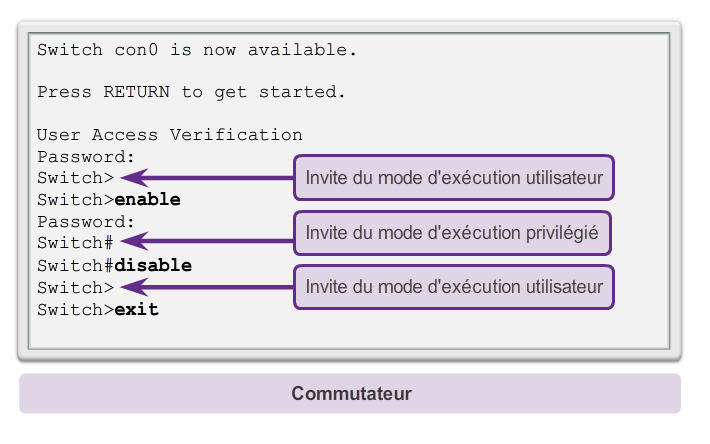 Switch con0 is now available.
Press RETURN to get started.
User Access Verification
Password:
Switch>
Invite du mode d'exécution utilisateur
Switch>enable
Password:
Switch#
Invite du mode d'exécution privilégié
Switch#disable
Switch>
Invite du mode d'exécution utilisateur
Switch>exit
Commutateur